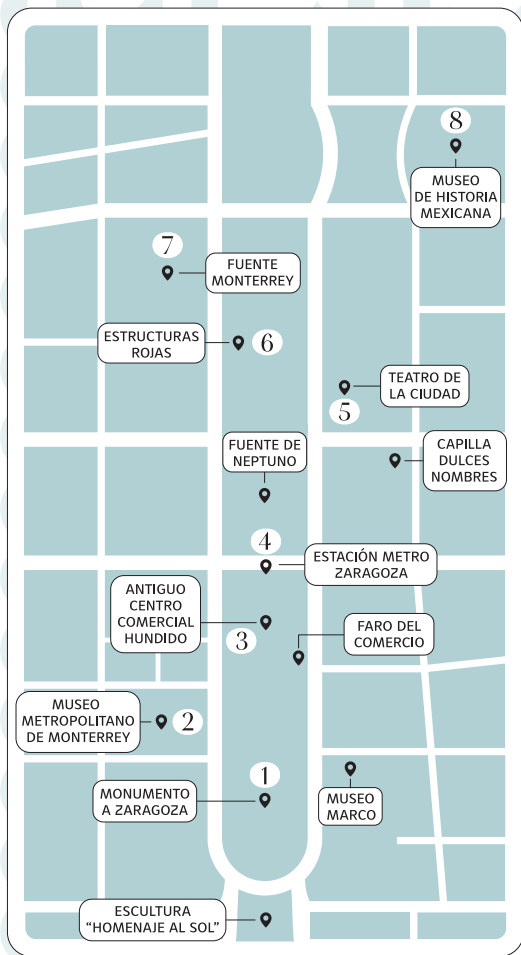 8
MUSEO
DE HISTORIA
MEXICANA
7
FUENTE
MONTERREY
ESTRUCTURAS
ROJAS
6
TEATRO DE
LA CIUDAD
5
FUENTE DE
NEPTUNO
CAPILLA
DULCES
NOMBRES
4
ESTACIÓN METRO
ZARAGOZA
ANTIGUO
CENTRO
COMERCIAL
HUNDIDO
3
FARO DEL
COMERCIO
MUSEO
METROPOLITANO
DE MONTERREY
2
1
MONUMENTO
A ZARAGOZA
MUSEO
MARCO
ESCULTURA
“HOMENAJE AL SOL”